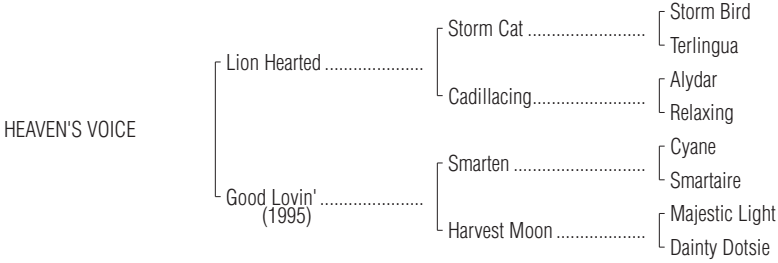 Storm Bird
Storm Cat ..........................
Terlingua
Lion Hearted ......................
Alydar
Cadillacing.........................
Relaxing
HEAVEN'S VOICE
Cyane
Smarten .............................
Smartaire
Good Lovin' .......................
(1995)
Majestic Light
Harvest Moon ....................
Dainty Dotsie